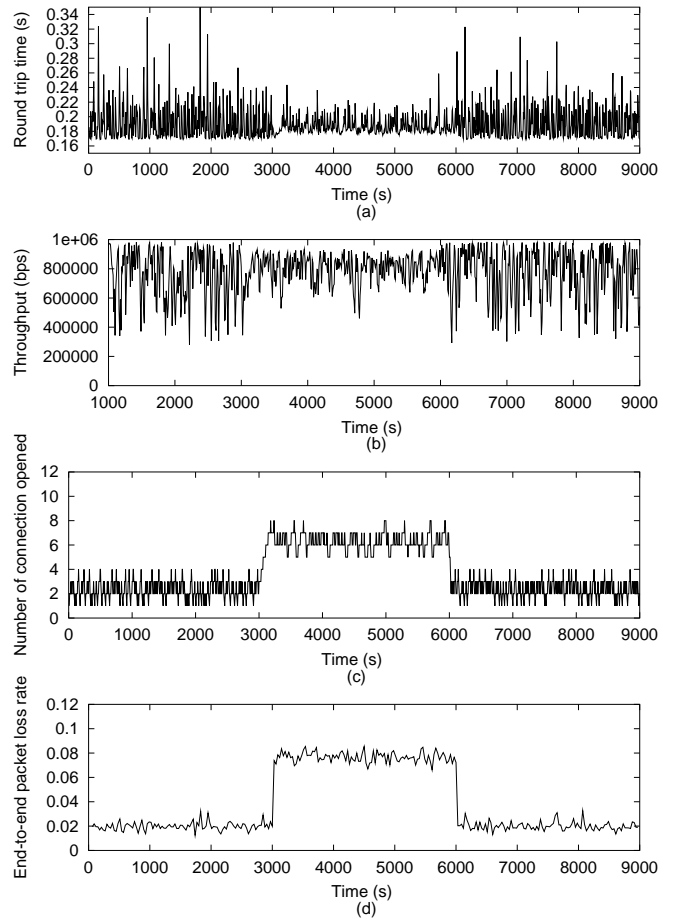 Round trip time (s)
0.34
0.32
0.3
0.28
0.26
0.24
0.22
0.2
0.18
0.16
0 1000 2000 3000 4000 5000 6000 7000 8000 9000
Time (s)
(a)
Throughput (bps)
1e+06
800000
600000
400000
200000
0
1000 2000 3000 4000 5000 6000 7000 8000 9000
Time (s)
(b)
Number of connection opened
12
10
8
6
4
2
0
0 1000 2000 3000 4000 5000 6000 7000 8000 9000
Time (s)
(c)
End-to-end packet loss rate
0.12
0.1
0.08
0.06
0.04
0.02
0
0 1000 2000 3000 4000 5000 6000 7000 8000 9000
Time (s)
(d)